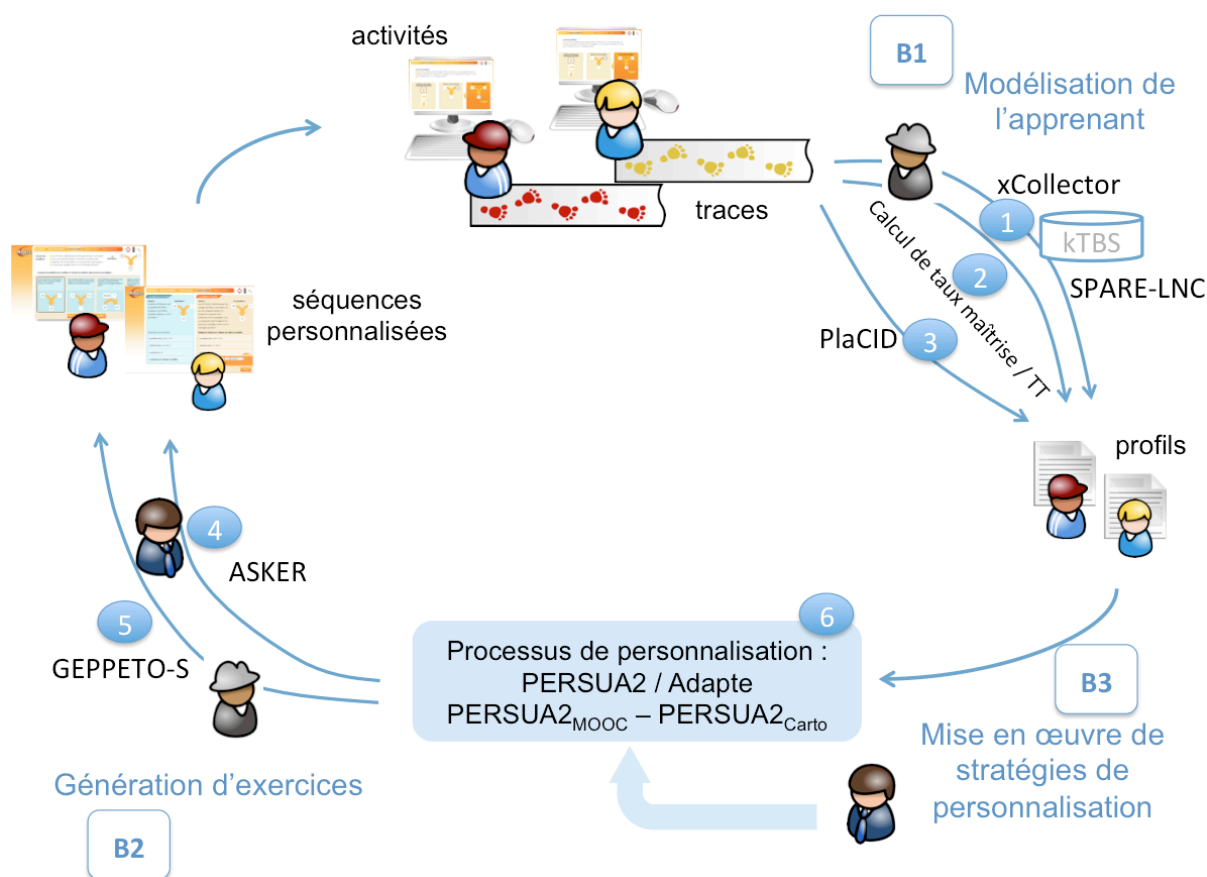 activités
B1
Modélisation de
l'apprenant
traces
xCollector
1
kTBS
SPARE-LNC
Calcul de taux maîtrise / TT
2
PlaCID
3
profils
séquences
personnalisées
4
ASKER
5
GEPPETO-S
6
Processus de personnalisation :
PERSUA2 / Adapte
PERSUA2MOOC – PERSUA2Carto
B3
Mise en œuvre de
stratégies de
personnalisation
Génération d'exercices
B2